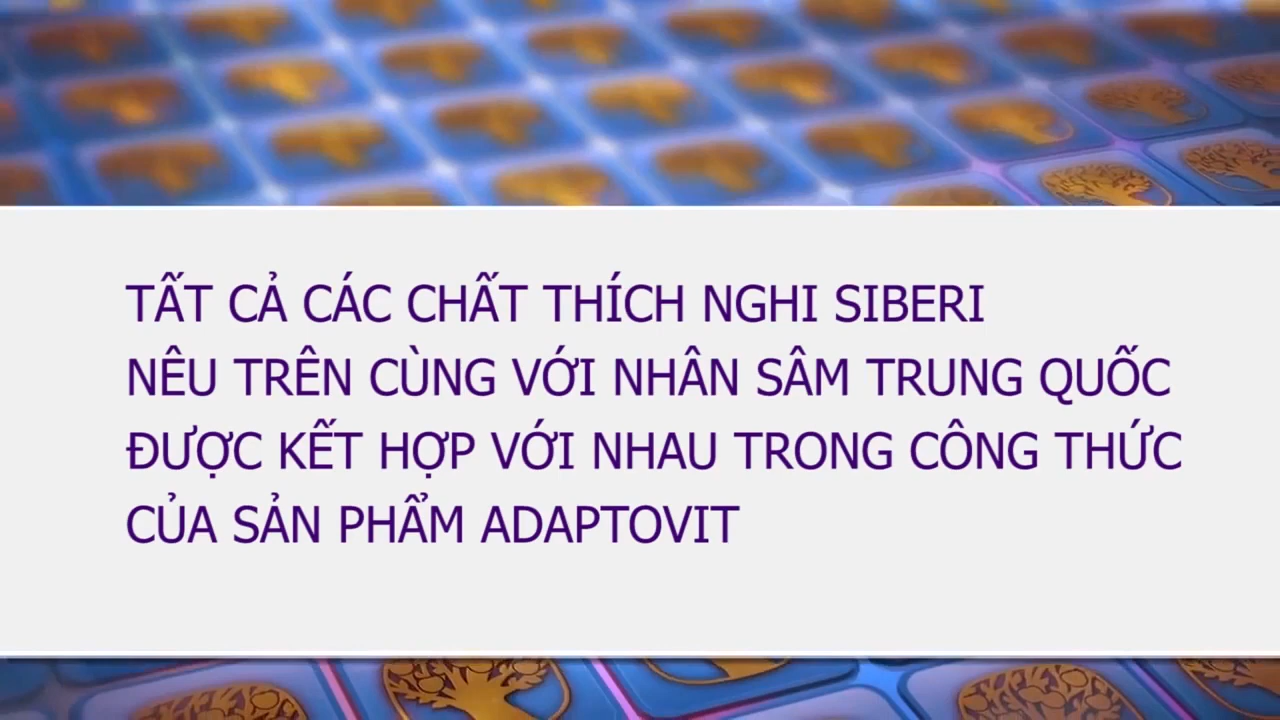 TẤT CẢ CÁC CHẤT THÍCH NGHI SIBERI
NÊU TRÊN CÙNG VỚI NHÂN SÂM TRUNG QUỐC
ĐƯỢC KẾT HỢP VỚI NHAU TRONG CÔNG THỨC
CỦA SẢN PHẨM ADAPTOVIT